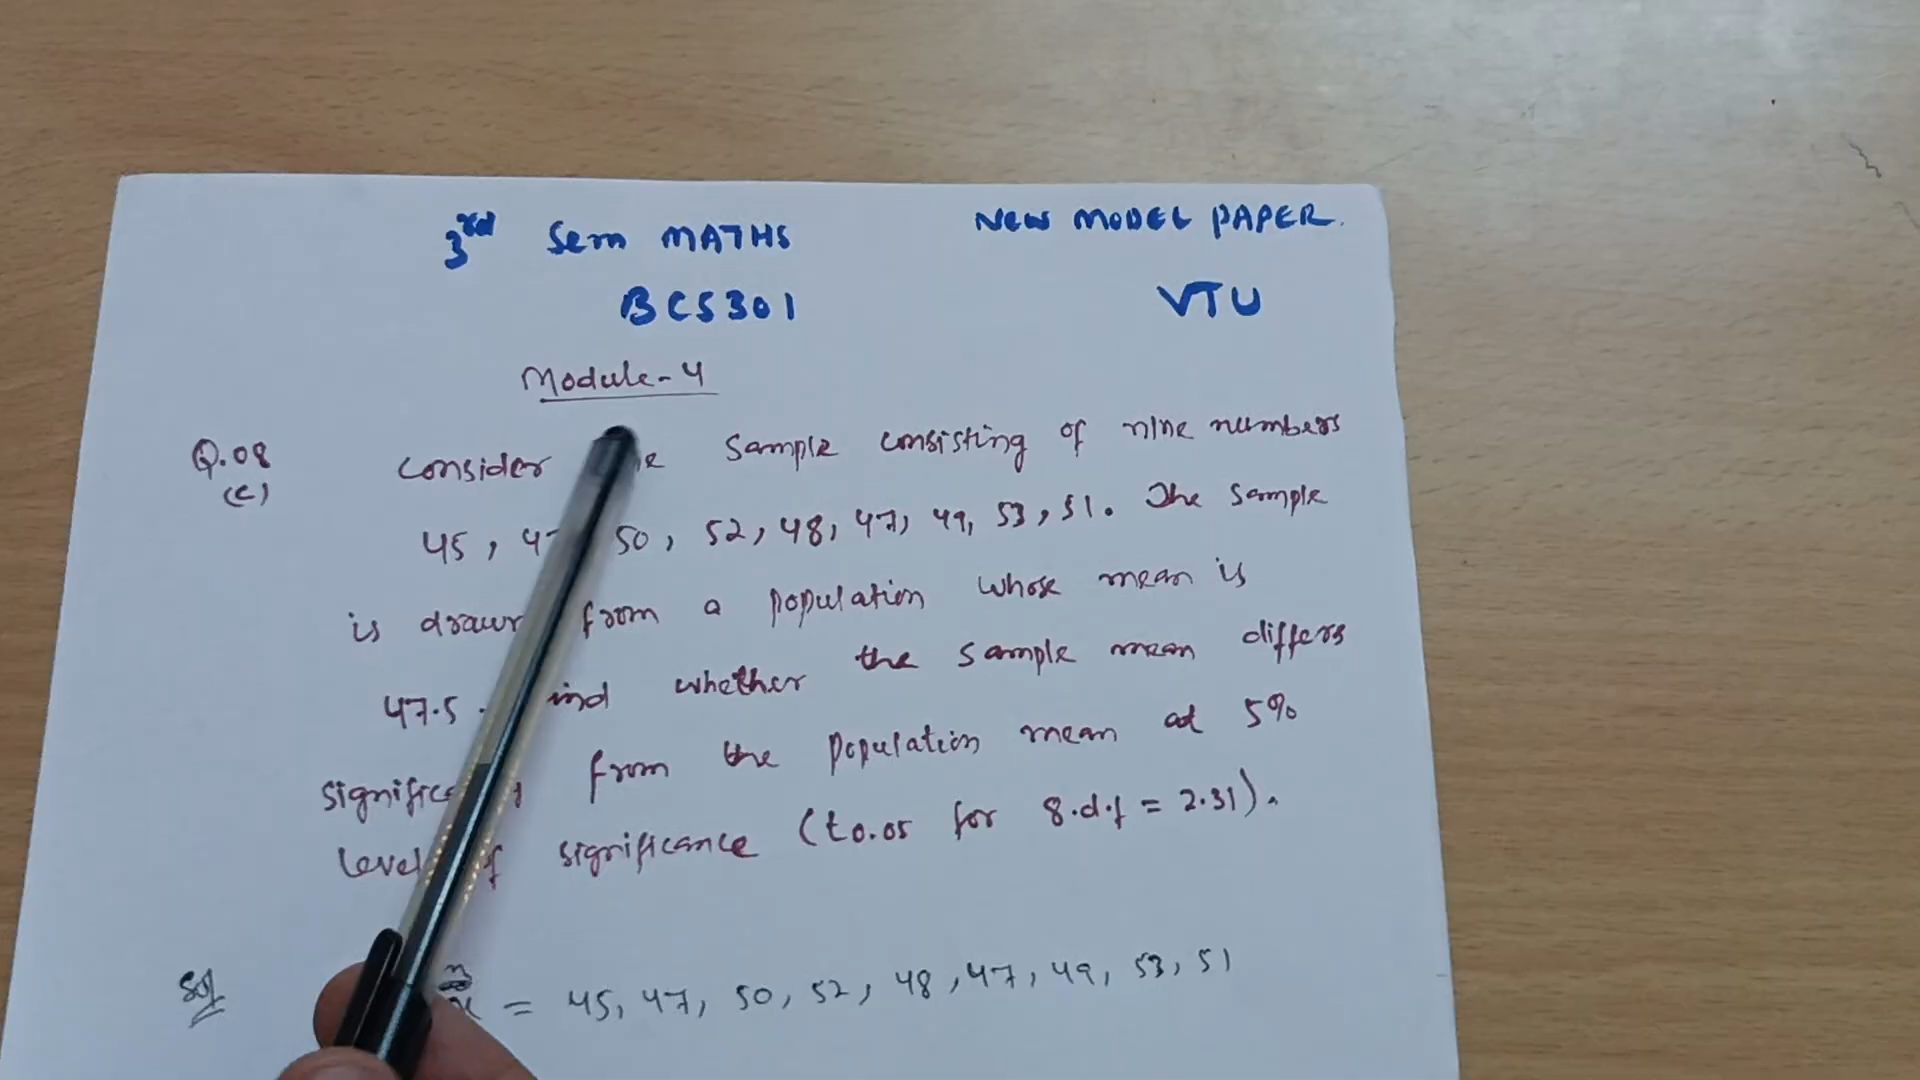 3rd Sem MATHS NEW MODEL PAPER.
BCS301 VTU
Module-4
Q.08 consider sample consisting of nine numbers
(c) 45, 50, 52, 48, 47, 49, 53, 51. The sample
is from a population whose mean is
47.5. whether the sample mean differs
from the population mean at 5%
level significance (t0.05 for 8.d.f = 2.31).
Sol x = 45, 47, 50, 52, 48, 47, 49, 53, 51